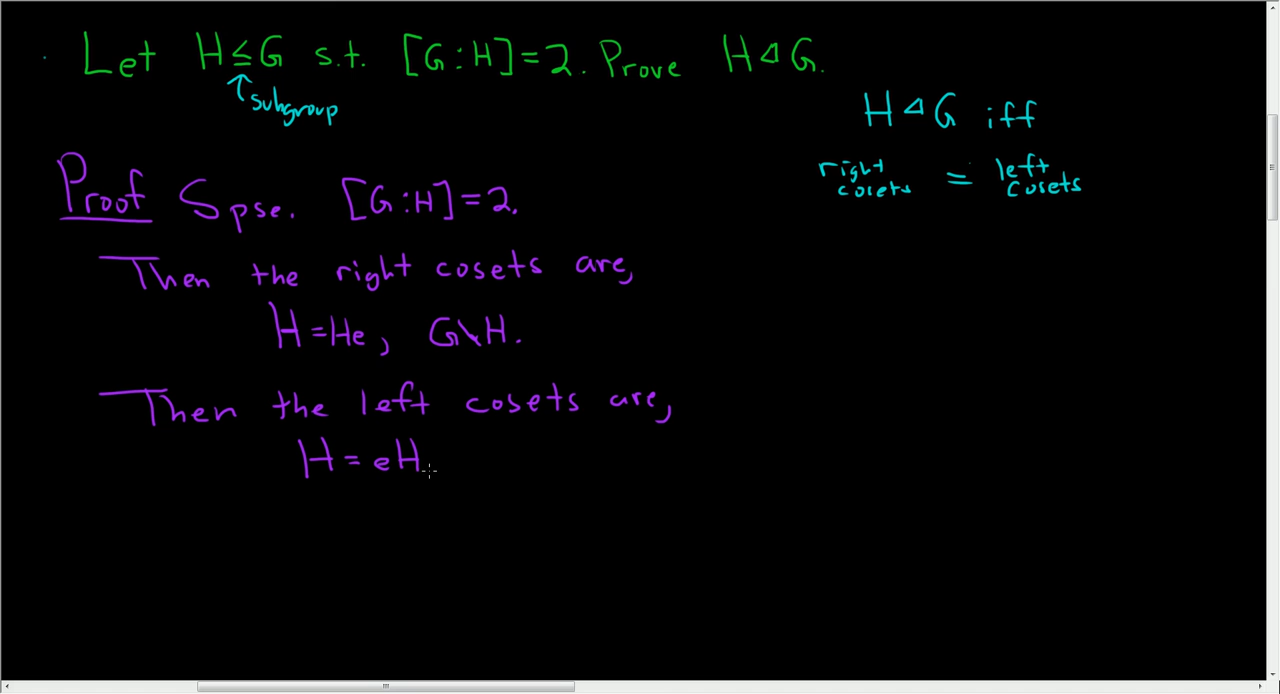 Let H ≤ G s.t. [G:H]=2. Prove H ⊲ G.
subgroup
H ⊲ G iff
right cosets = left cosets
Proof Spse. [G:H]=2.
Then the right cosets are,
H=He, G\H.
Then the left cosets are,
H=eH